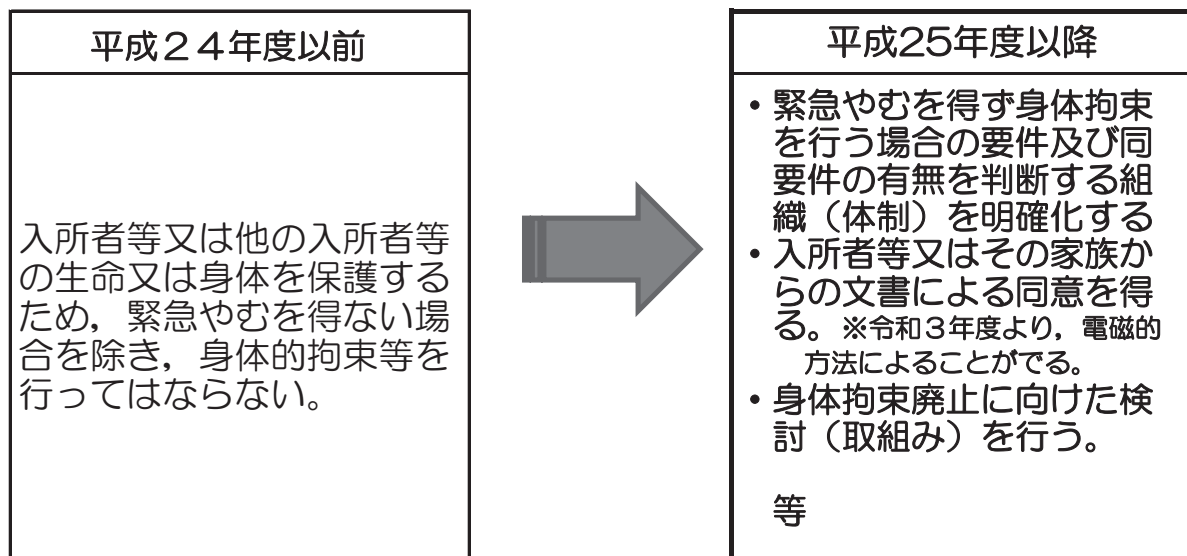 平成２４年度以前
入所者等又は他の入所者等
の生命又は身体を保護する
ため，緊急やむを得ない場
合を除き，身体的拘束等を
行ってはならない。
平成25年度以降
・緊急やむを得ず身体拘束
を行う場合の要件及び同
要件の有無を判断する組
織（体制）を明確化する
・入所者等又はその家族か
らの文書による同意を得
る。※令和３年度より，電磁的
方法によることがでる。
・身体拘束廃止に向けた検
討（取組み）を行う。
等